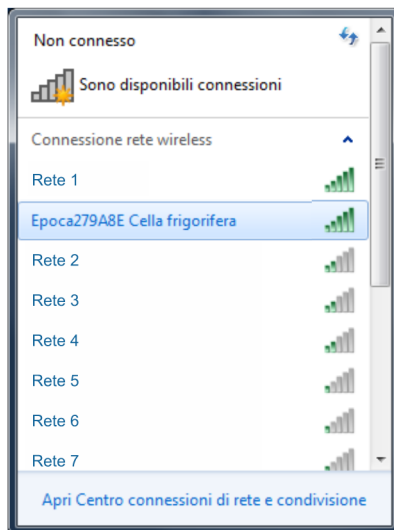 Non connesso
Sono disponibili connessioni
Connessione rete wireless
Rete 1
Epoca279A8E Cella frigorifera
Rete 2
Rete 3
Rete 4
Rete 5
Rete 6
Rete 7
Apri Centro connessioni di rete e condivisione